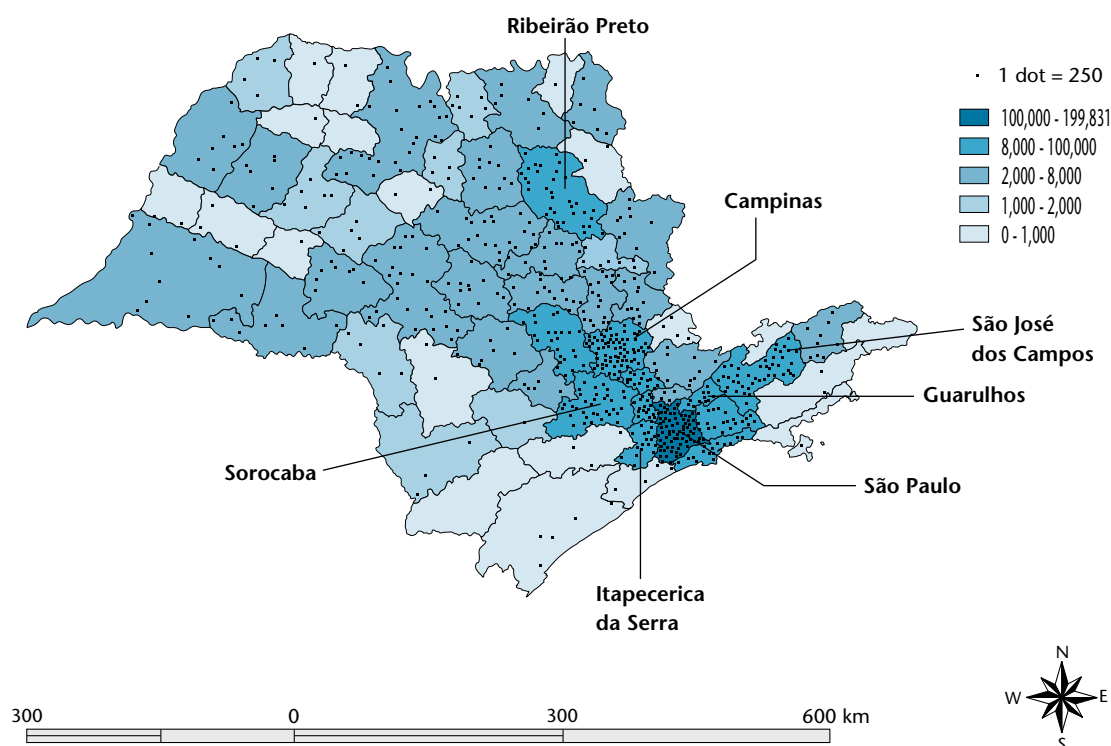 Ribeirão Preto
1 dot = 250
100,000 - 199,831
8,000 - 100,000
2,000 - 8,000
1,000 - 2,000
0 - 1,000
Campinas
São José
dos Campos
Guarulhos
Sorocaba
São Paulo
Itapecerica
da Serra
N
W E
S
300 0 300 600 km